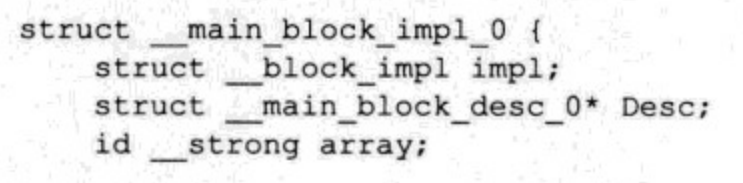 struct __main_block_impl_0 {
    struct __block_impl impl;
    struct __main_block_desc_0* Desc;
    id __strong array;